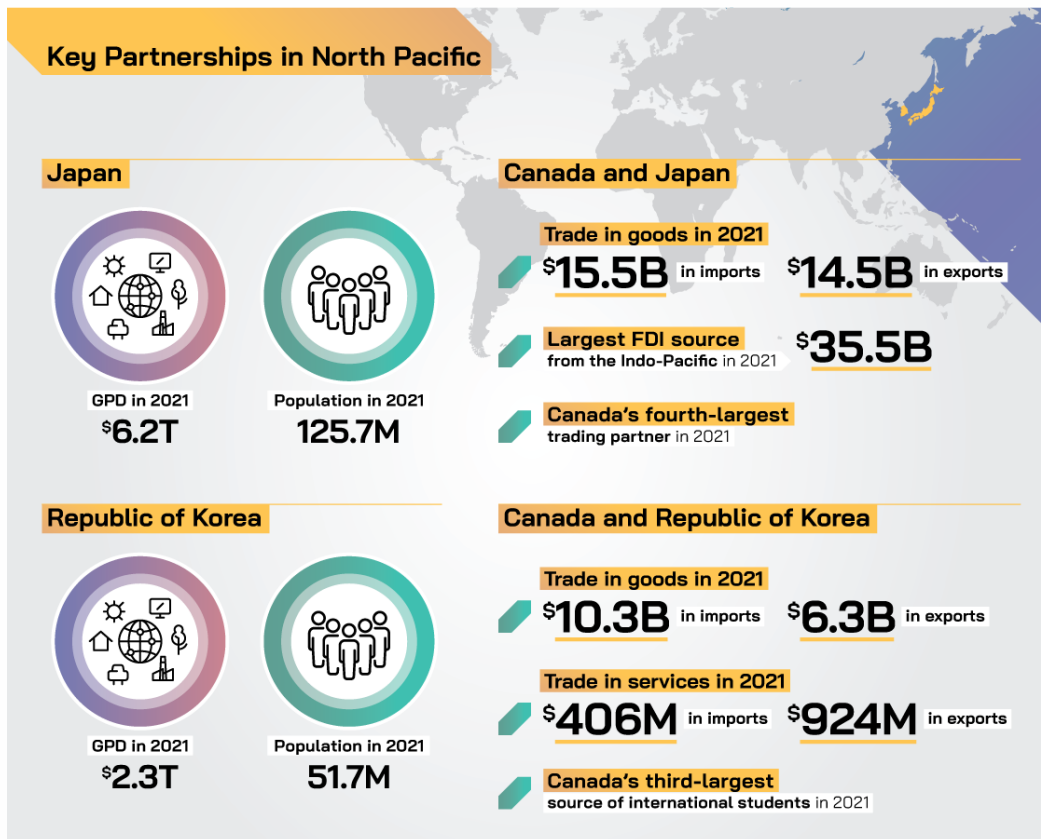 Key Partnerships in North Pacific
Japan
GPD in 2021
$6.2T
Population in 2021
125.7M
Canada and Japan
Trade in goods in 2021
$15.5B in imports
$14.5B in exports
Largest FDI source
from the Indo-Pacific in 2021
$35.5B
Canada's fourth-largest
trading partner in 2021
Republic of Korea
GPD in 2021
$2.3T
Population in 2021
51.7M
Canada and Republic of Korea
Trade in goods in 2021
$10.3B in imports
$6.3B in exports
Trade in services in 2021
$406M in imports
$924M in exports
Canada's third-largest
source of international students in 2021